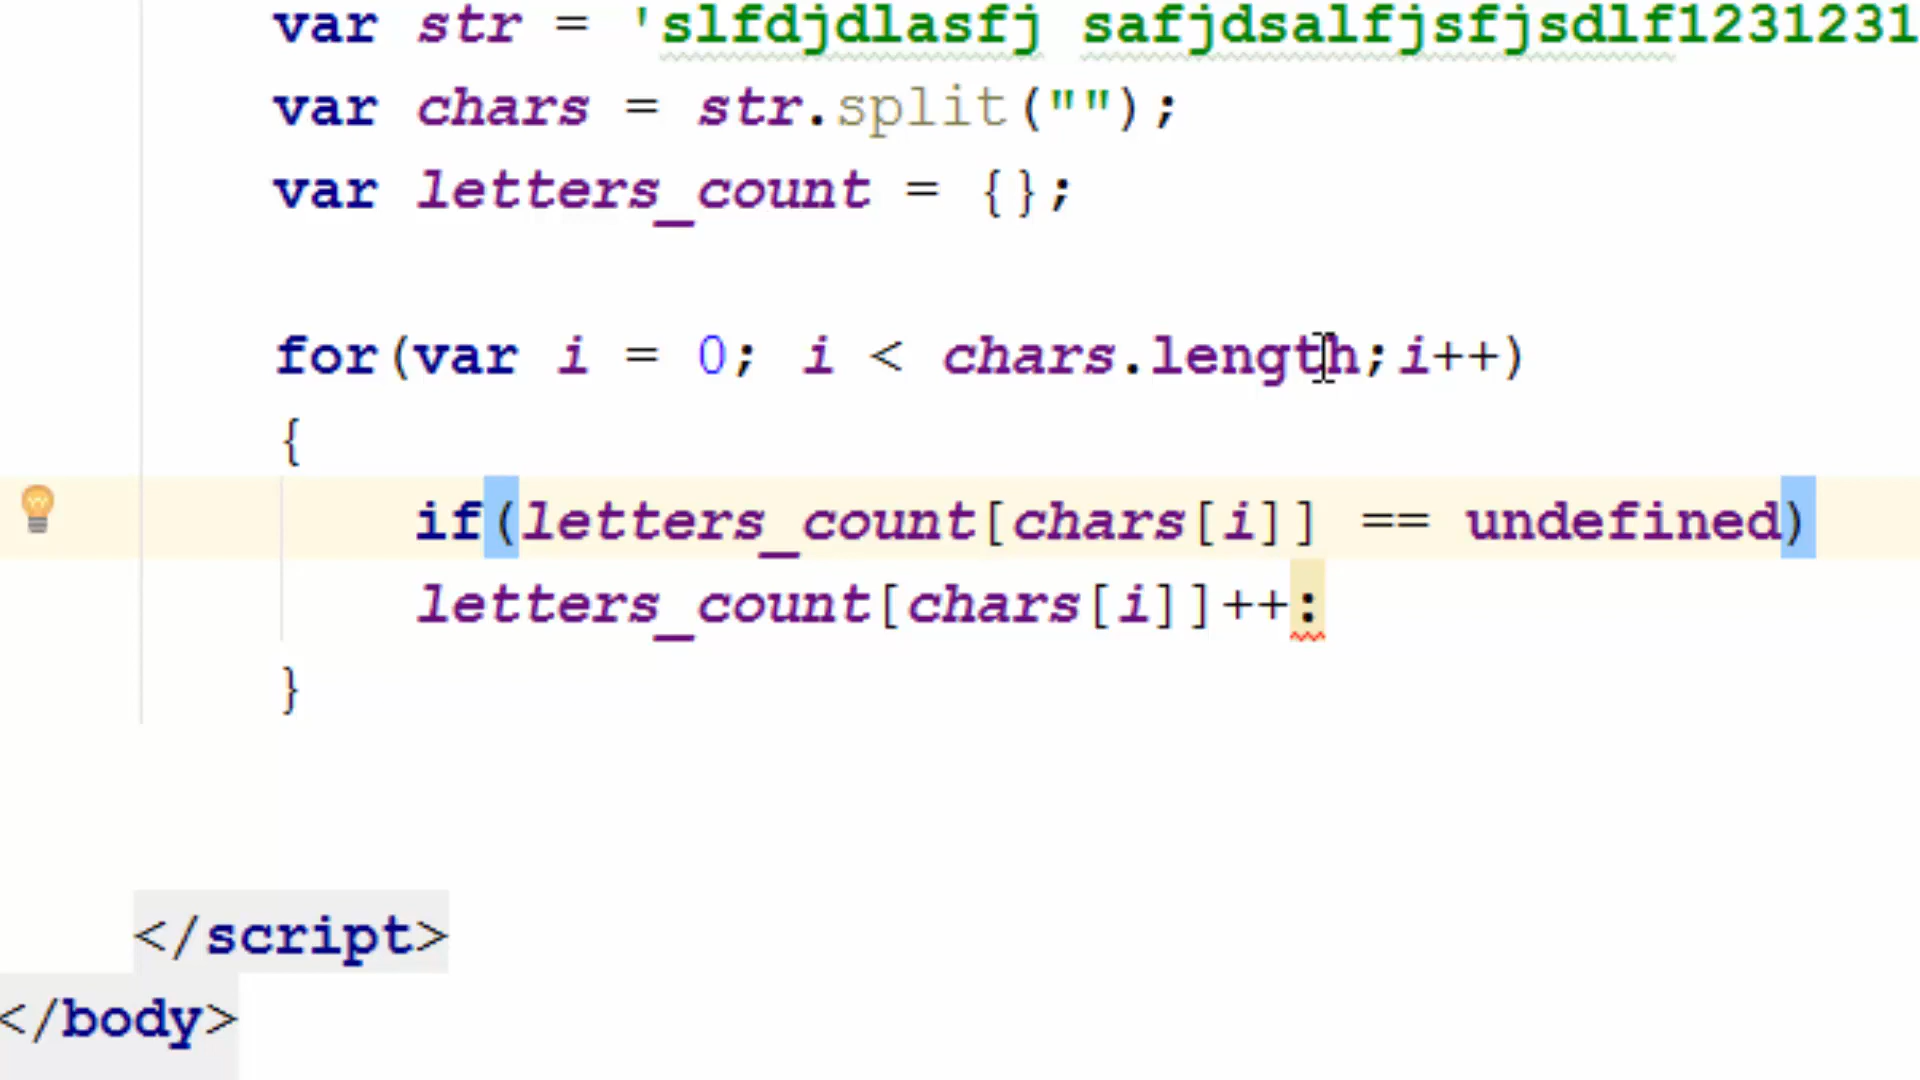 var str = 'slfdjdlasfj safjdsalfjsfjsdlf1231231
var chars = str.split("");
var letters_count = {};
for(var i = 0; i < chars.length;i++)
{
if(letters_count[chars[i]] == undefined)
letters_count[chars[i]]++:
}
</script>
</body>